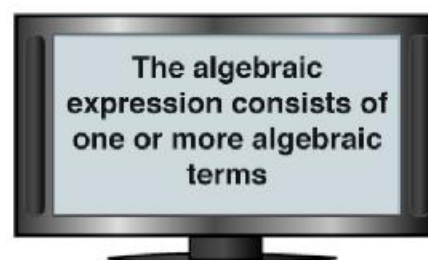 The algebraic
expression consists of
one or more algebraic
terms